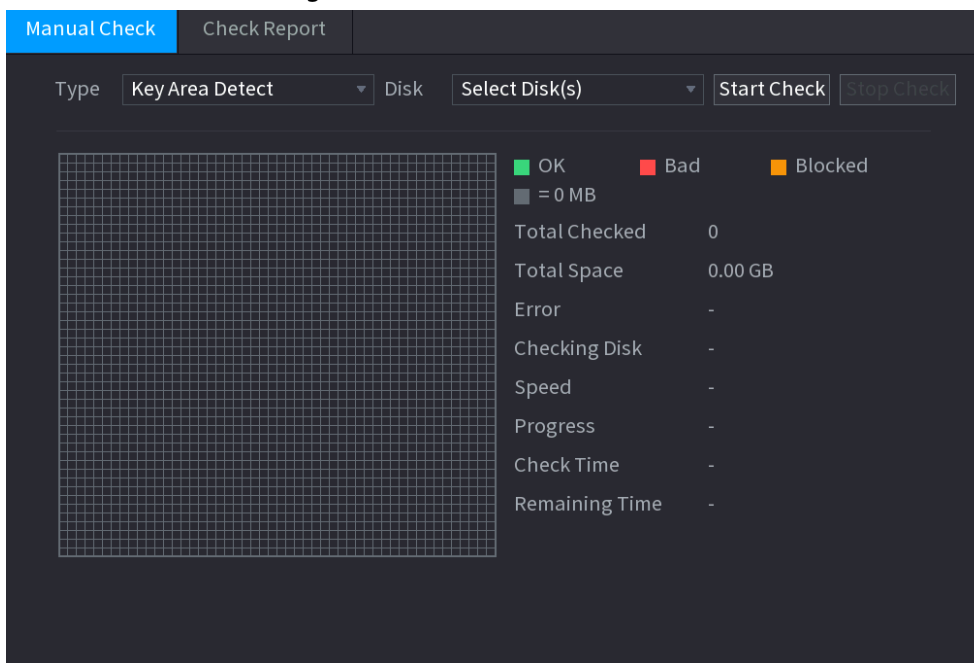 Manual Check Check Report
Type Key Area Detect Disk Select Disk(s) Start Check Stop Check
OK Bad Blocked
= 0 MB
Total Checked 0
Total Space 0.00 GB
Error -
Checking Disk -
Speed -
Progress -
Check Time -
Remaining Time -